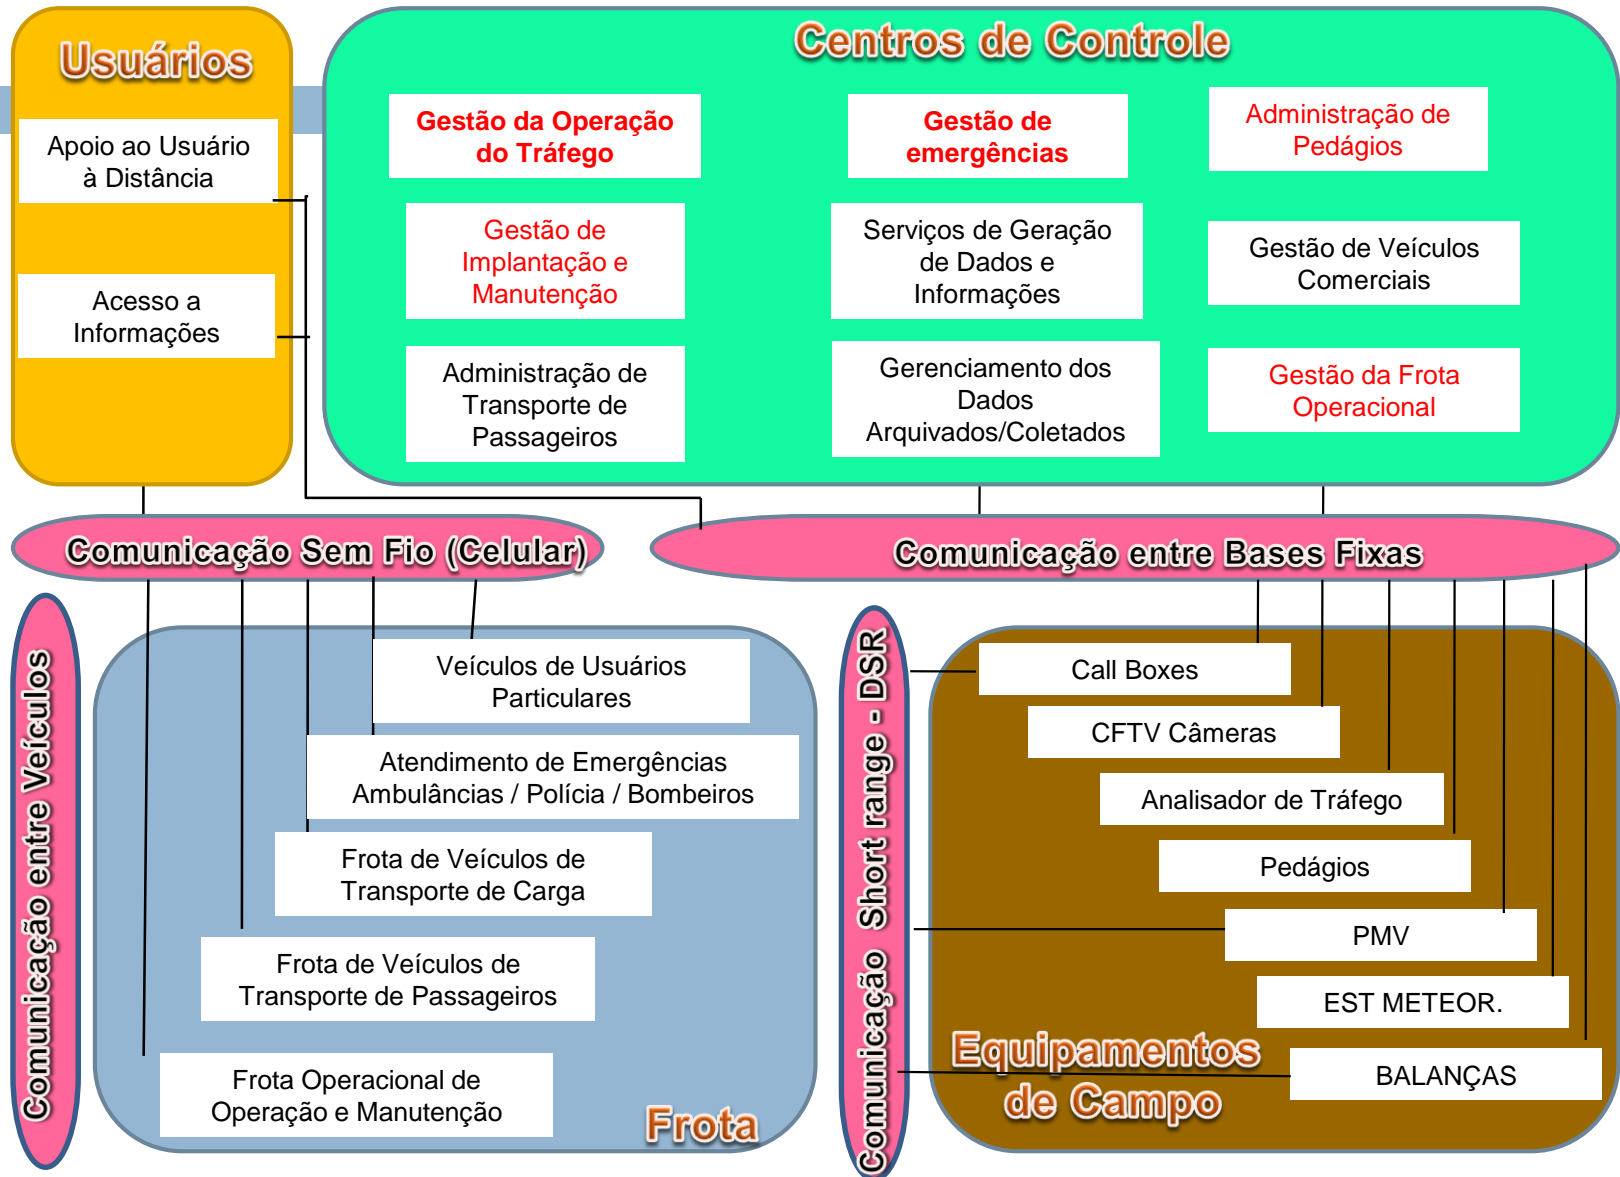 Usuários
Apoio ao Usuário
à Distância
Acesso a
Informações
Centros de Controle
Gestão da Operação
do Tráfego
Gestão de
emergências
Administração de
Pedágios
Gestão de
Implantação e
Manutenção
Serviços de Geração
de Dados e
Informações
Gestão de Veículos
Comerciais
Administração de
Transporte de
Passageiros
Gerenciamento dos
Dados
Arquivados/Coletados
Gestão da Frota
Operacional
Comunicação Sem Fio (Celular)
Comunicação entre Bases Fixas
Comunicação entre Veículos
Veículos de Usuários
Particulares
Atendimento de Emergências
Ambulâncias / Polícia / Bombeiros
Frota de Veículos de
Transporte de Carga
Frota de Veículos de
Transporte de Passageiros
Frota Operacional de
Operação e Manutenção
Frota
Comunicação Short range - DSR
Call Boxes
CFTV Câmeras
Analisador de Tráfego
Pedágios
PMV
EST METEOR.
BALANÇAS
Equipamentos
de Campo